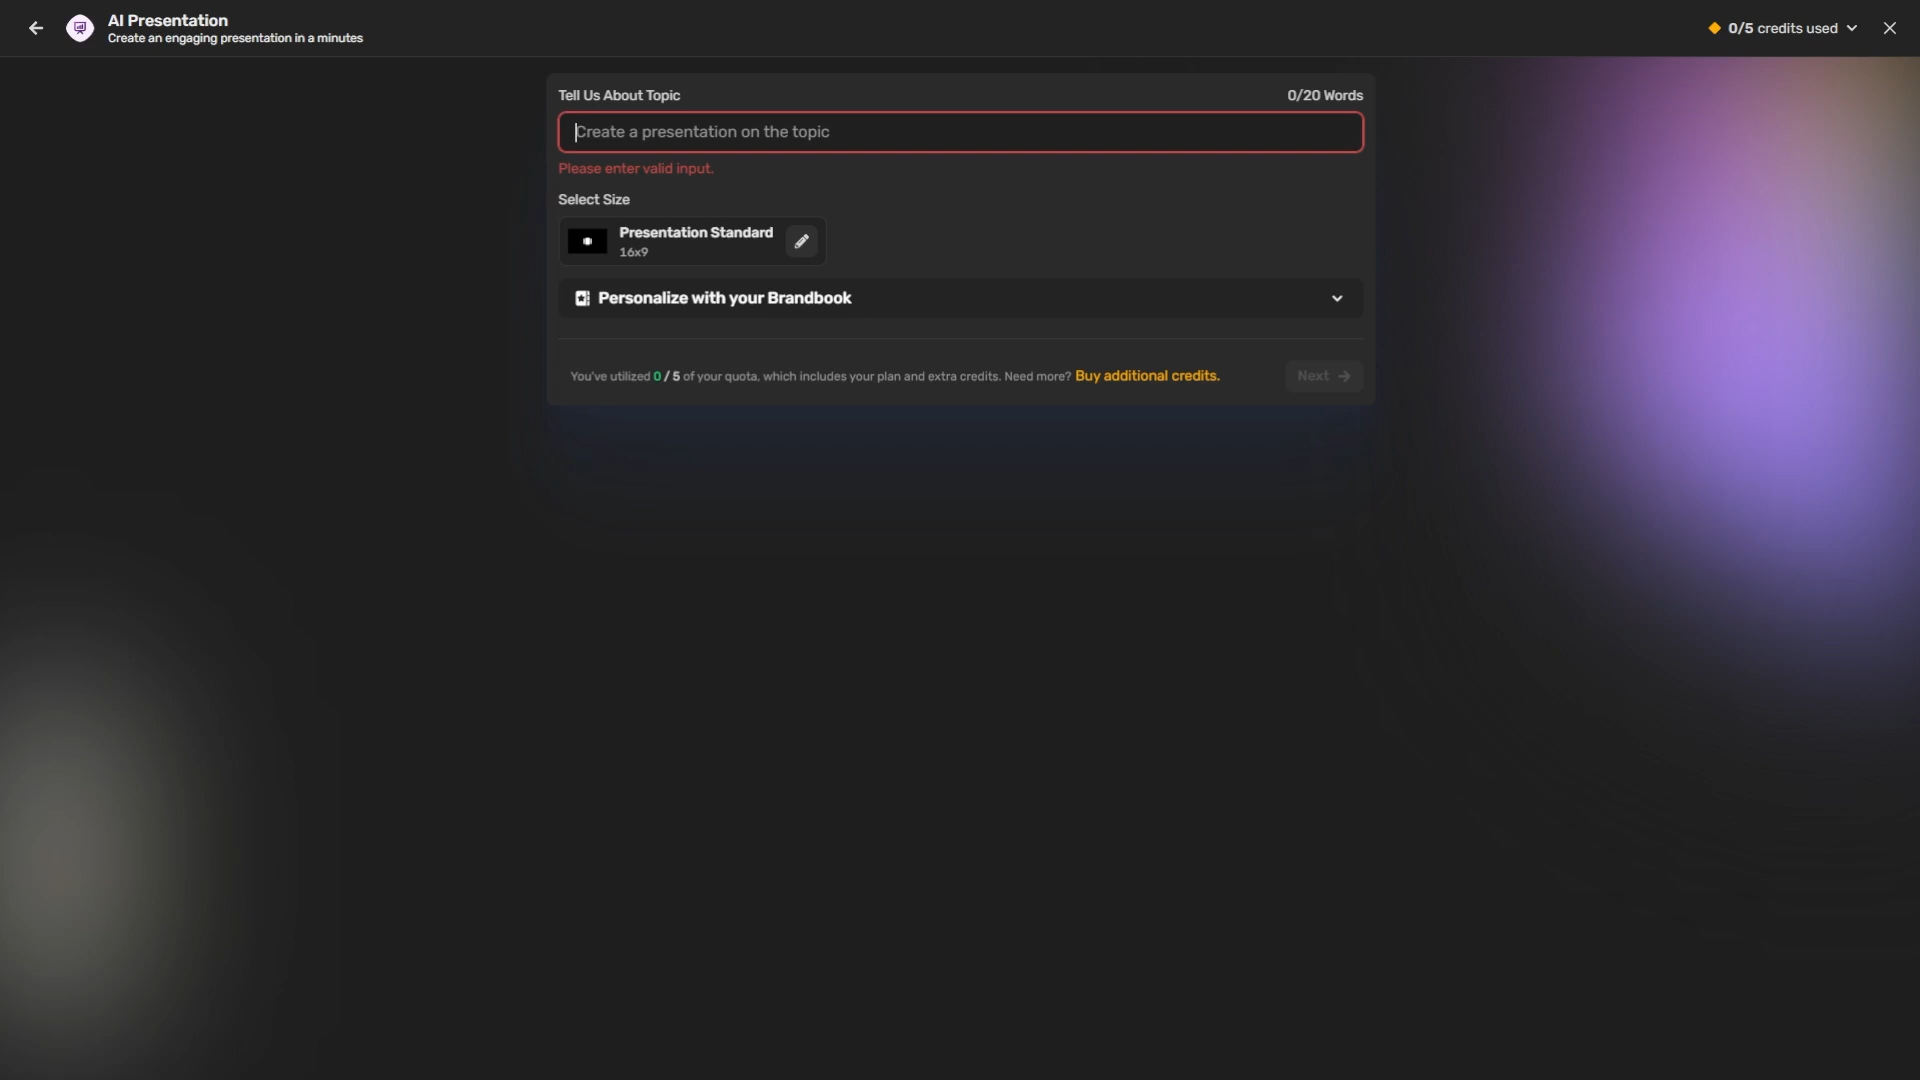 AI Presentation
Create an engaging presentation in a minutes
0/5 credits used
Tell Us About Topic
0/20 Words
Create a presentation on the topic
Please enter valid input.
Select Size
Presentation Standard
16x9
Personalize with your Brandbook
You've utilized 0 / 5 of your quota, which includes your plan and extra credits. Need more? Buy additional credits.
Next